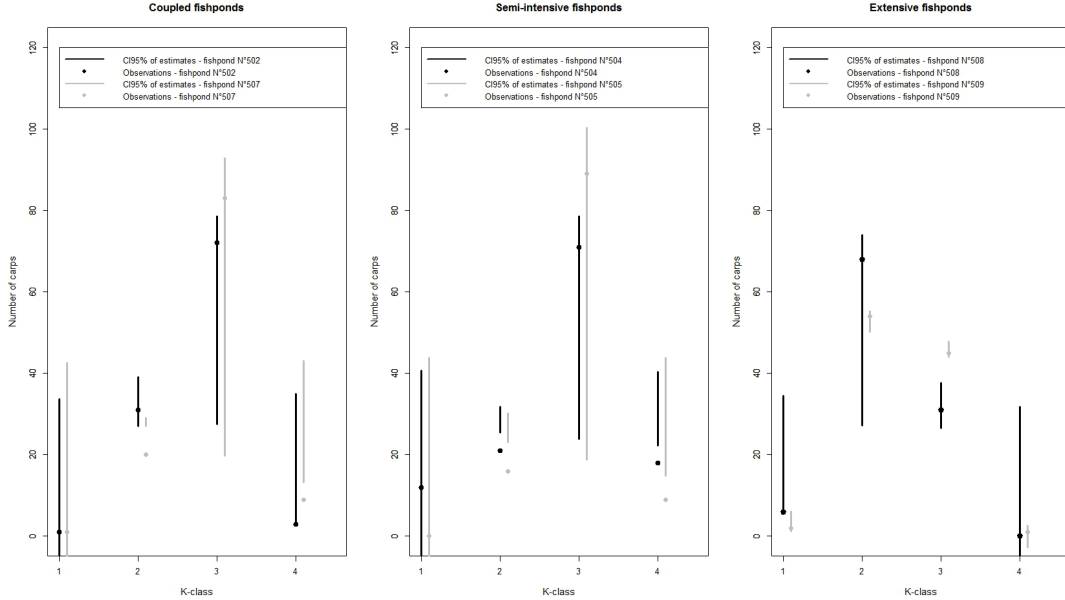 Coupled fishponds
CI95% of estimates - fishpond N°502
Observations - fishpond N°502
CI95% of estimates - fishpond N°507
Observations - fishpond N°507
Number of carps
120
100
80
60
40
20
0
1 2 3 4
K-class
Semi-intensive fishponds
CI95% of estimates - fishpond N°504
Observations - fishpond N°504
CI95% of estimates - fishpond N°505
Observations - fishpond N°505
Number of carps
120
100
80
60
40
20
0
1 2 3 4
K-class
Extensive fishponds
CI95% of estimates - fishpond N°508
Observations - fishpond N°508
CI95% of estimates - fishpond N°509
Observations - fishpond N°509
Number of carps
120
100
80
60
40
20
0
1 2 3 4
K-class